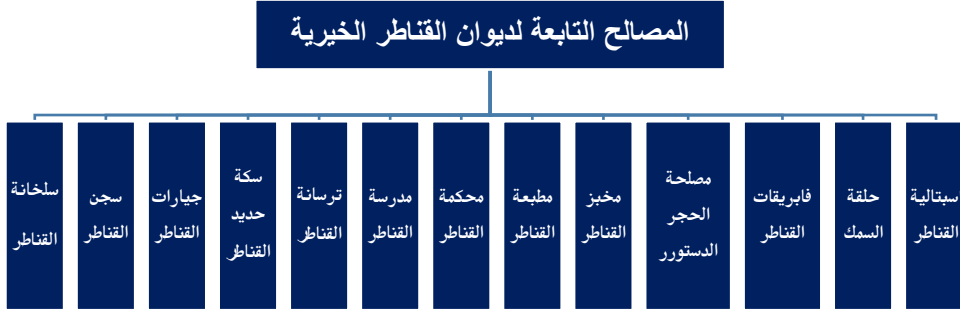 المصالح التابعة لديوان القناطر الخيرية
اسبتالية
القناطر
حلقة
السمك
فابريقات
القناطر
مصلحة
الحجر
الدستورر
مخبز
القناطر
مطبعة
القناطر
محكمة
القناطر
مدرسة
القناطر
ترسانة
القناطر
سكة
حديد
القناطر
جيارات
القناطر
سجن
القناطر
سلخانة
القناطر